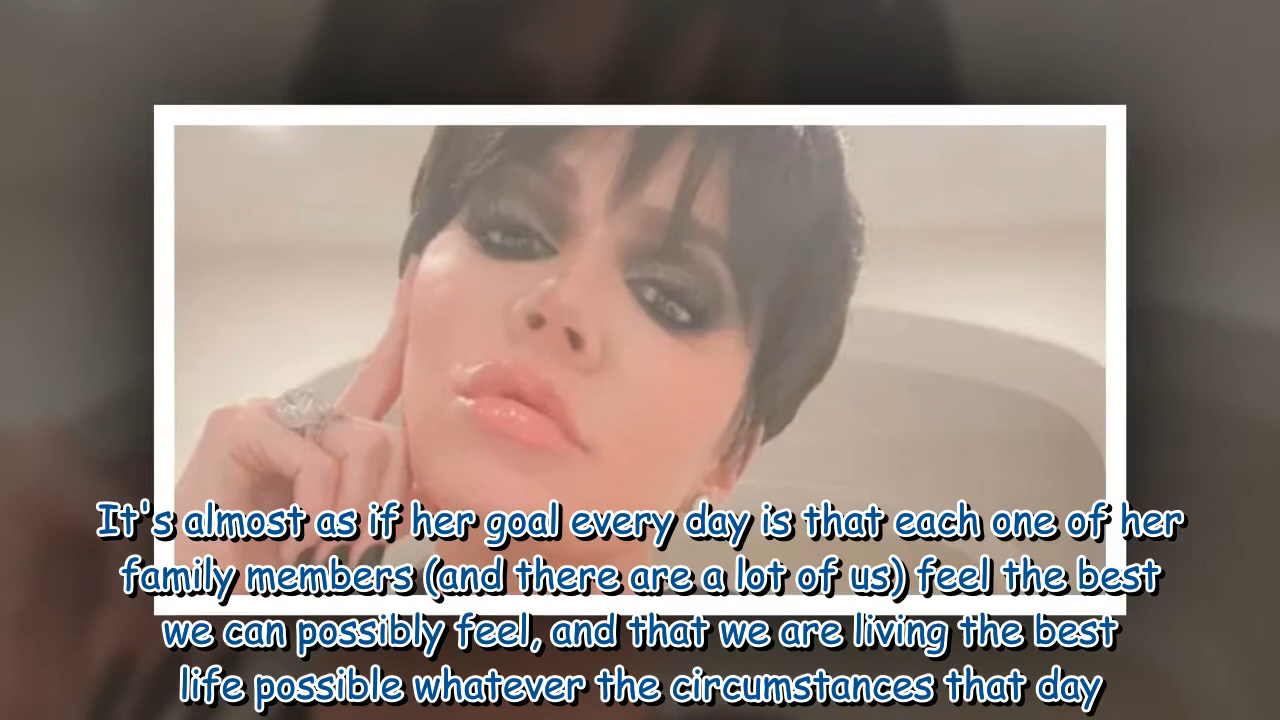 It's almost as if her goal every day is that each one of her
family members (and there are a lot of us) feel the best
we can possibly feel, and that we are living the best
life possible whatever the circumstances that day